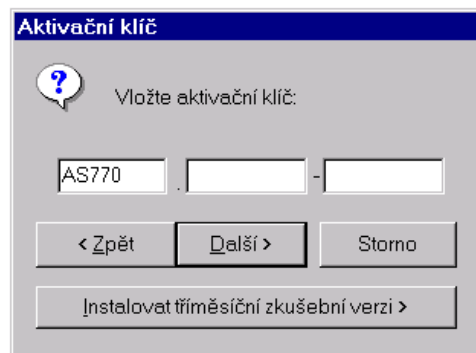 Aktivační klíč
?
Vložte aktivační klíč:
AS770 . -
< Zpět Další > Storno
Instalovat tříměsíční zkušební verzi >